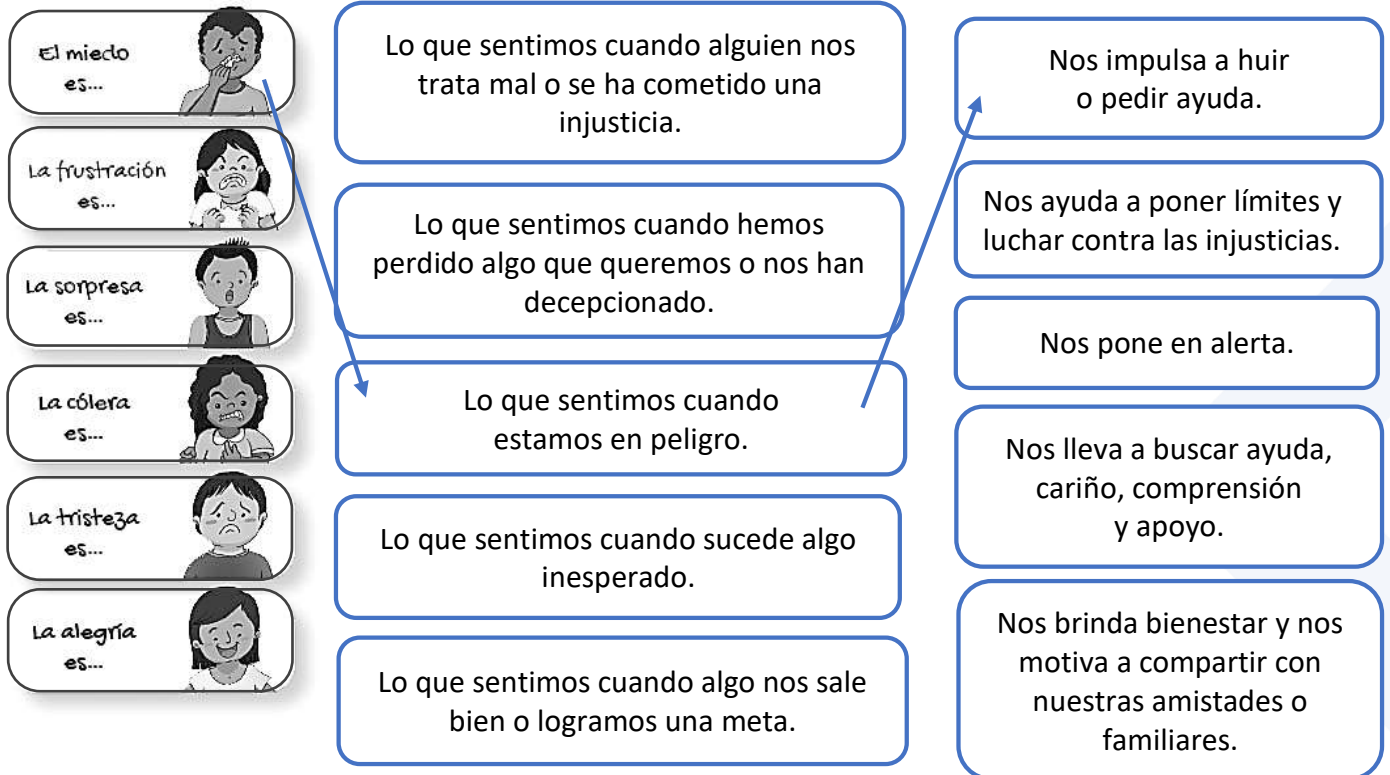 El miedo
es...
La frustración
es...
La sorpresa
es...
La cólera
es...
La tristeza
es...
La alegría
es...
Lo que sentimos cuando alguien nos
trata mal o se ha cometido una
injusticia.
Lo que sentimos cuando hemos
perdido algo que queremos o nos han
decepcionado.
Lo que sentimos cuando
estamos en peligro.
Lo que sentimos cuando sucede algo
inesperado.
Lo que sentimos cuando algo nos sale
bien o logramos una meta.
Nos impulsa a huir
o pedir ayuda.
Nos ayuda a poner límites y
luchar contra las injusticias.
Nos pone en alerta.
Nos lleva a buscar ayuda,
cariño, comprensión
y apoyo.
Nos brinda bienestar y nos
motiva a compartir con
nuestras amistades o
familiares.